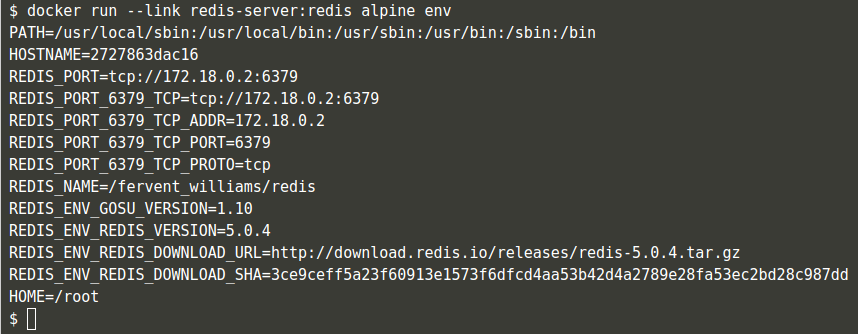 $ docker run --link redis-server:redis alpine env
PATH=/usr/local/sbin:/usr/local/bin:/usr/sbin:/usr/bin:/sbin:/bin
HOSTNAME=2727863dac16
REDIS_PORT=tcp://172.18.0.2:6379
REDIS_PORT_6379_TCP=tcp://172.18.0.2:6379
REDIS_PORT_6379_TCP_ADDR=172.18.0.2
REDIS_PORT_6379_TCP_PORT=6379
REDIS_PORT_6379_TCP_PROTO=tcp
REDIS_NAME=/fervent_williams/redis
REDIS_ENV_GOSU_VERSION=1.10
REDIS_ENV_REDIS_VERSION=5.0.4
REDIS_ENV_REDIS_DOWNLOAD_URL=http://download.redis.io/releases/redis-5.0.4.tar.gz
REDIS_ENV_REDIS_DOWNLOAD_SHA=3ce9ceff5a23f60913e1573f6dfcd4aa53b42d4a2789e28fa53ec2bd28c987dd
HOME=/root
$